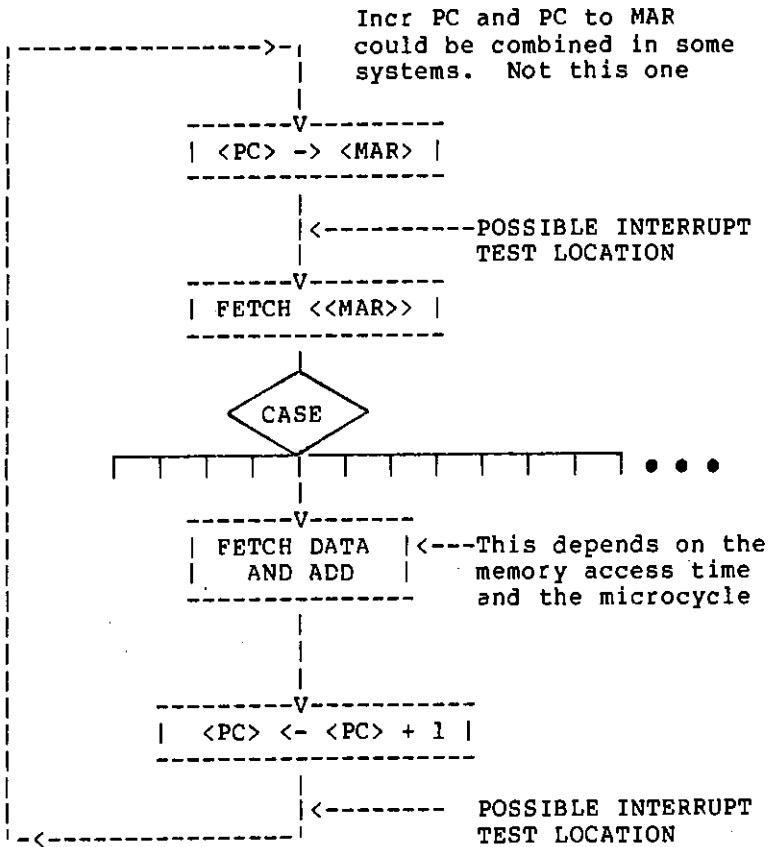 Incr PC and PC to MAR
could be combined in some
systems. Not this one
<PC> -> <MAR>
POSSIBLE INTERRUPT
TEST LOCATION
FETCH <<MAR>>
CASE
FETCH DATA
AND ADD
This depends on the
memory access time
and the microcycle
<PC> <- <PC> + 1
POSSIBLE INTERRUPT
TEST LOCATION